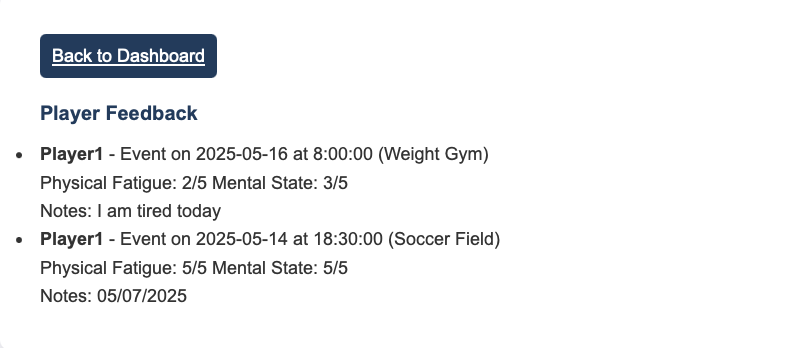 Back to Dashboard
Player Feedback
Player1 - Event on 2025-05-16 at 8:00:00 (Weight Gym)
Physical Fatigue: 2/5 Mental State: 3/5
Notes: I am tired today
Player1 - Event on 2025-05-14 at 18:30:00 (Soccer Field)
Physical Fatigue: 5/5 Mental State: 5/5
Notes: 05/07/2025